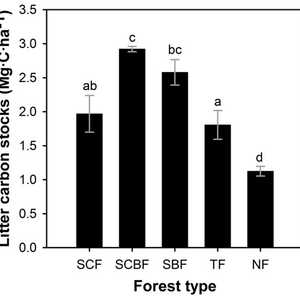 Litter carbon stocks (Mg·C·ha⁻¹)
3.5
3.0
2.5
2.0
1.5
1.0
0.5
0.0
ab
c
bc
a
d
SCF SCBF SBF TF NF
Forest type